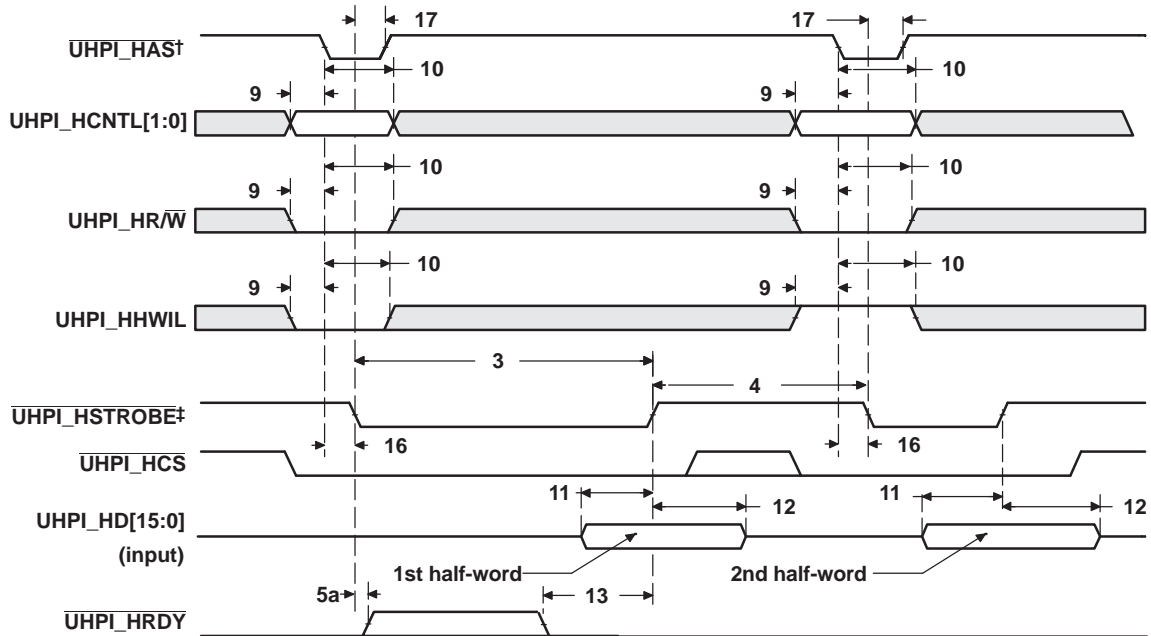 17
17
UHPI_HAS†
10
10
9
9
UHPI_HCNTL[1:0]
10
10
9
9
UHPI_HR/W
10
10
9
9
UHPI_HHWIL
3
4
UHPI_HSTROBE‡
16
16
UHPI_HCS
11
12
11
12
UHPI_HD[15:0]
(input)
1st half-word
2nd half-word
5a
13
UHPI_HRDY